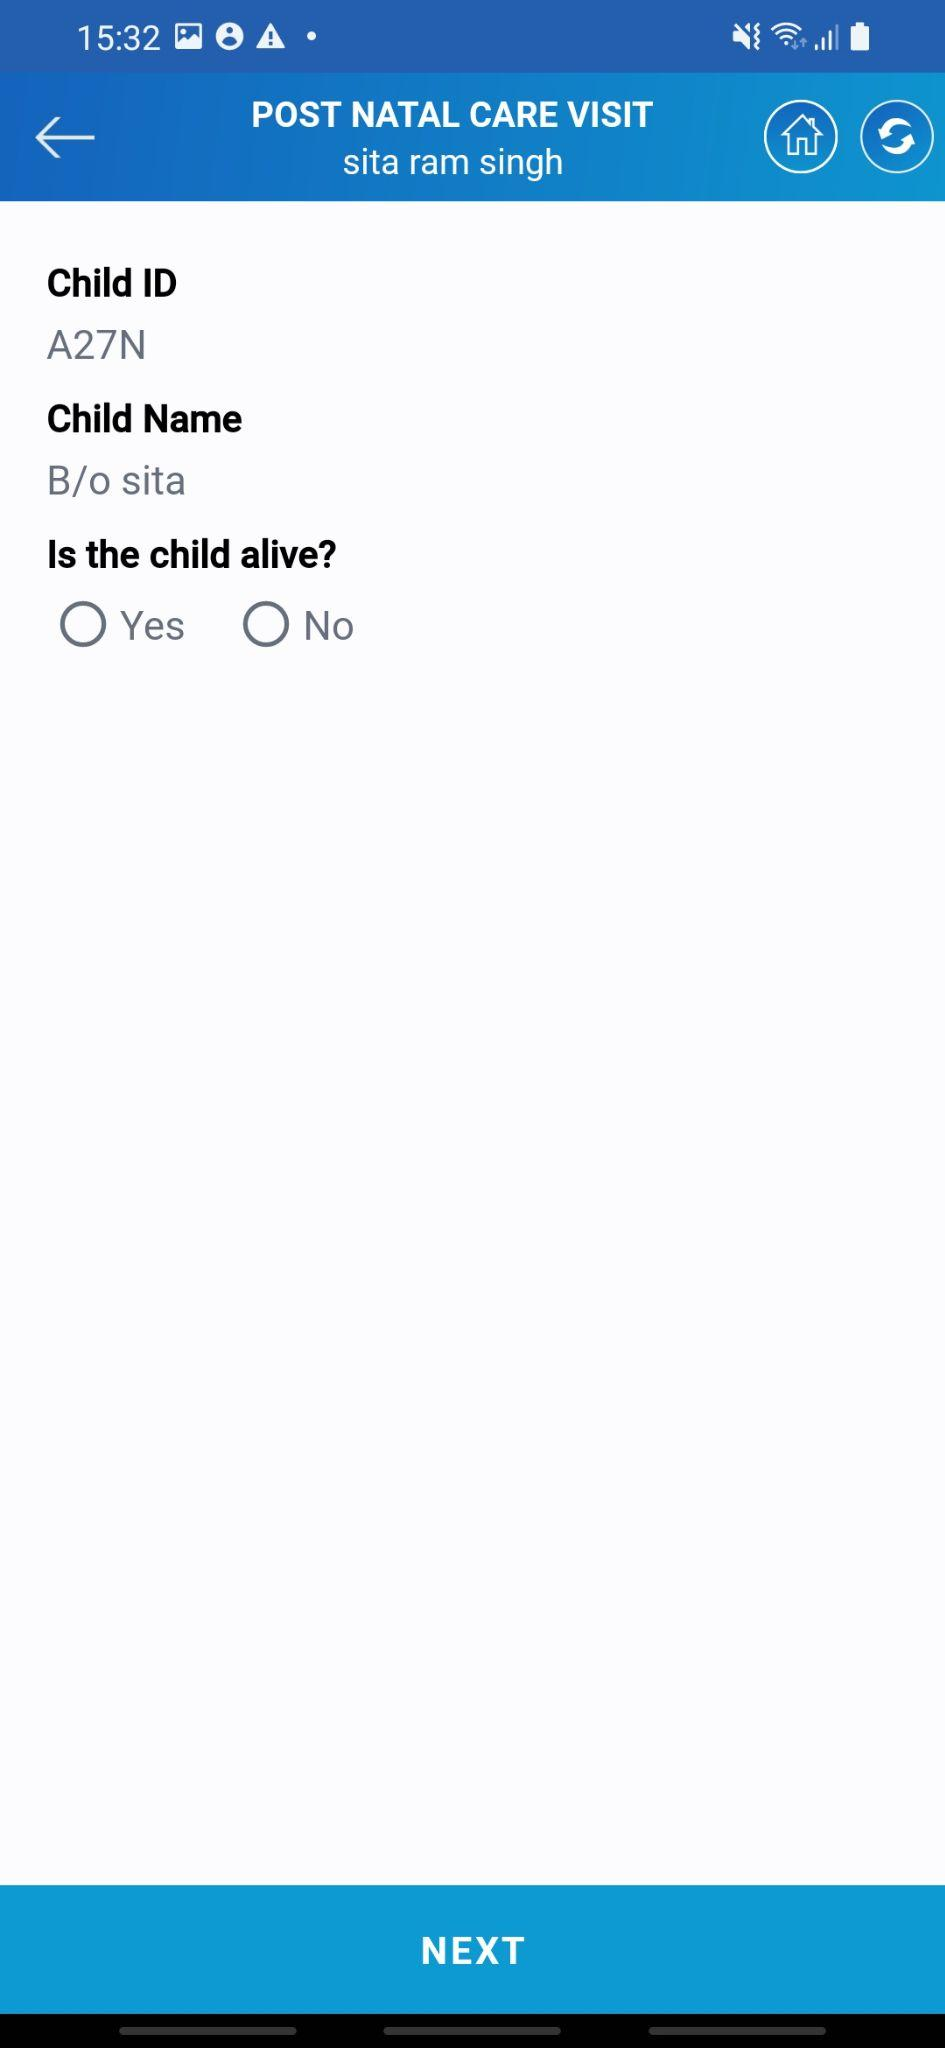 15:32
POST NATAL CARE VISIT
sita ram singh
Child ID
A27N
Child Name
B/o sita
Is the child alive?
Yes No
NEXT